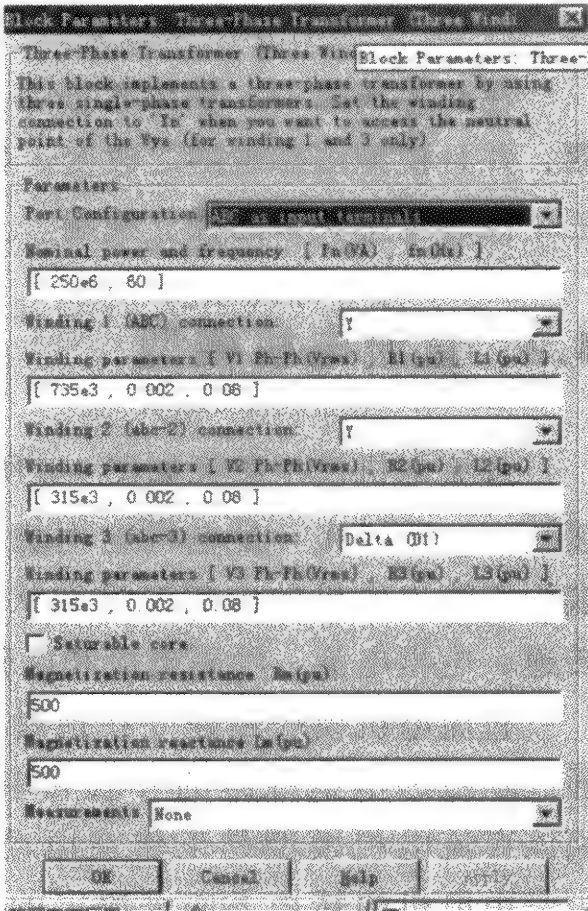 Block Parameters: Three-Phase Transformer (Three Windi
Three-Phase Transformer (Three Wind
Block Parameters: Three-
This block implements a three-phase transformer by using
three single-phase transformers. Set the winding
connection to 'Yn' when you want to access the neutral
point of the Wye (for winding 1 and 3 only)
Parameters
Port Configuration ABC as input terminals
Nominal power and frequency [ Pn(VA) , fn(Hz) ]
[ 250e6 , 60 ]
Winding 1 (ABC) connection: Y
Winding parameters [ V1 Ph-Ph(Vrms) , R1(pu) , L1(pu) ]
[ 735e3 , 0.002 , 0.08 ]
Winding 2 (abc-2) connection: Y
Winding parameters [ V2 Ph-Ph(Vrms) , R2(pu) , L2(pu) ]
[ 315e3 , 0.002 , 0.08 ]
Winding 3 (abc-3) connection: Delta (D1)
Winding parameters [ V3 Ph-Ph(Vrms) , R3(pu) , L3(pu) ]
[ 315e3 , 0.002 , 0.08 ]
Saturable core
Magnetization resistance Rm(pu)
500
Magnetization reactance Lm(pu)
500
Measurements None
OK Cancel Help Apply